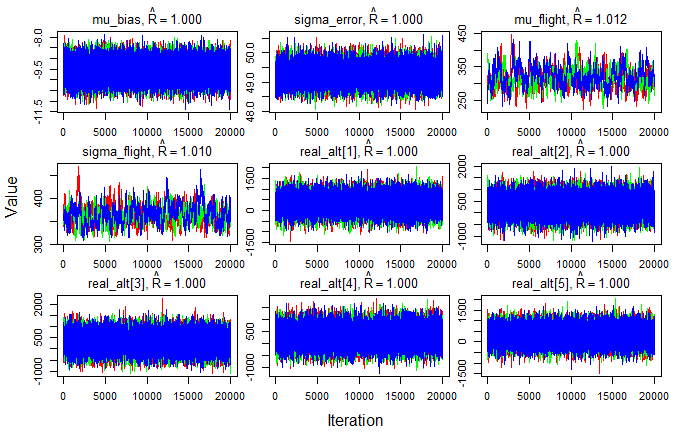 mu_bias, R̂ = 1.000
sigma_error, R̂ = 1.000
mu_flight, R̂ = 1.012
-8.0
-9.5
-11.5
50.0
49.0
48.0
450
350
250
0 5000 10000 15000 20000
0 5000 10000 15000 20000
0 5000 10000 15000 20000
sigma_flight, R̂ = 1.010
real_alt[1], R̂ = 1.000
real_alt[2], R̂ = 1.000
400
300
1500
0
-1500
2000
500
-1000
0 5000 10000 15000 20000
0 5000 10000 15000 20000
0 5000 10000 15000 20000
real_alt[3], R̂ = 1.000
real_alt[4], R̂ = 1.000
real_alt[5], R̂ = 1.000
2000
500
-1000
500
-1000
1500
0
-1500
0 5000 10000 15000 20000
0 5000 10000 15000 20000
0 5000 10000 15000 20000
Value
Iteration